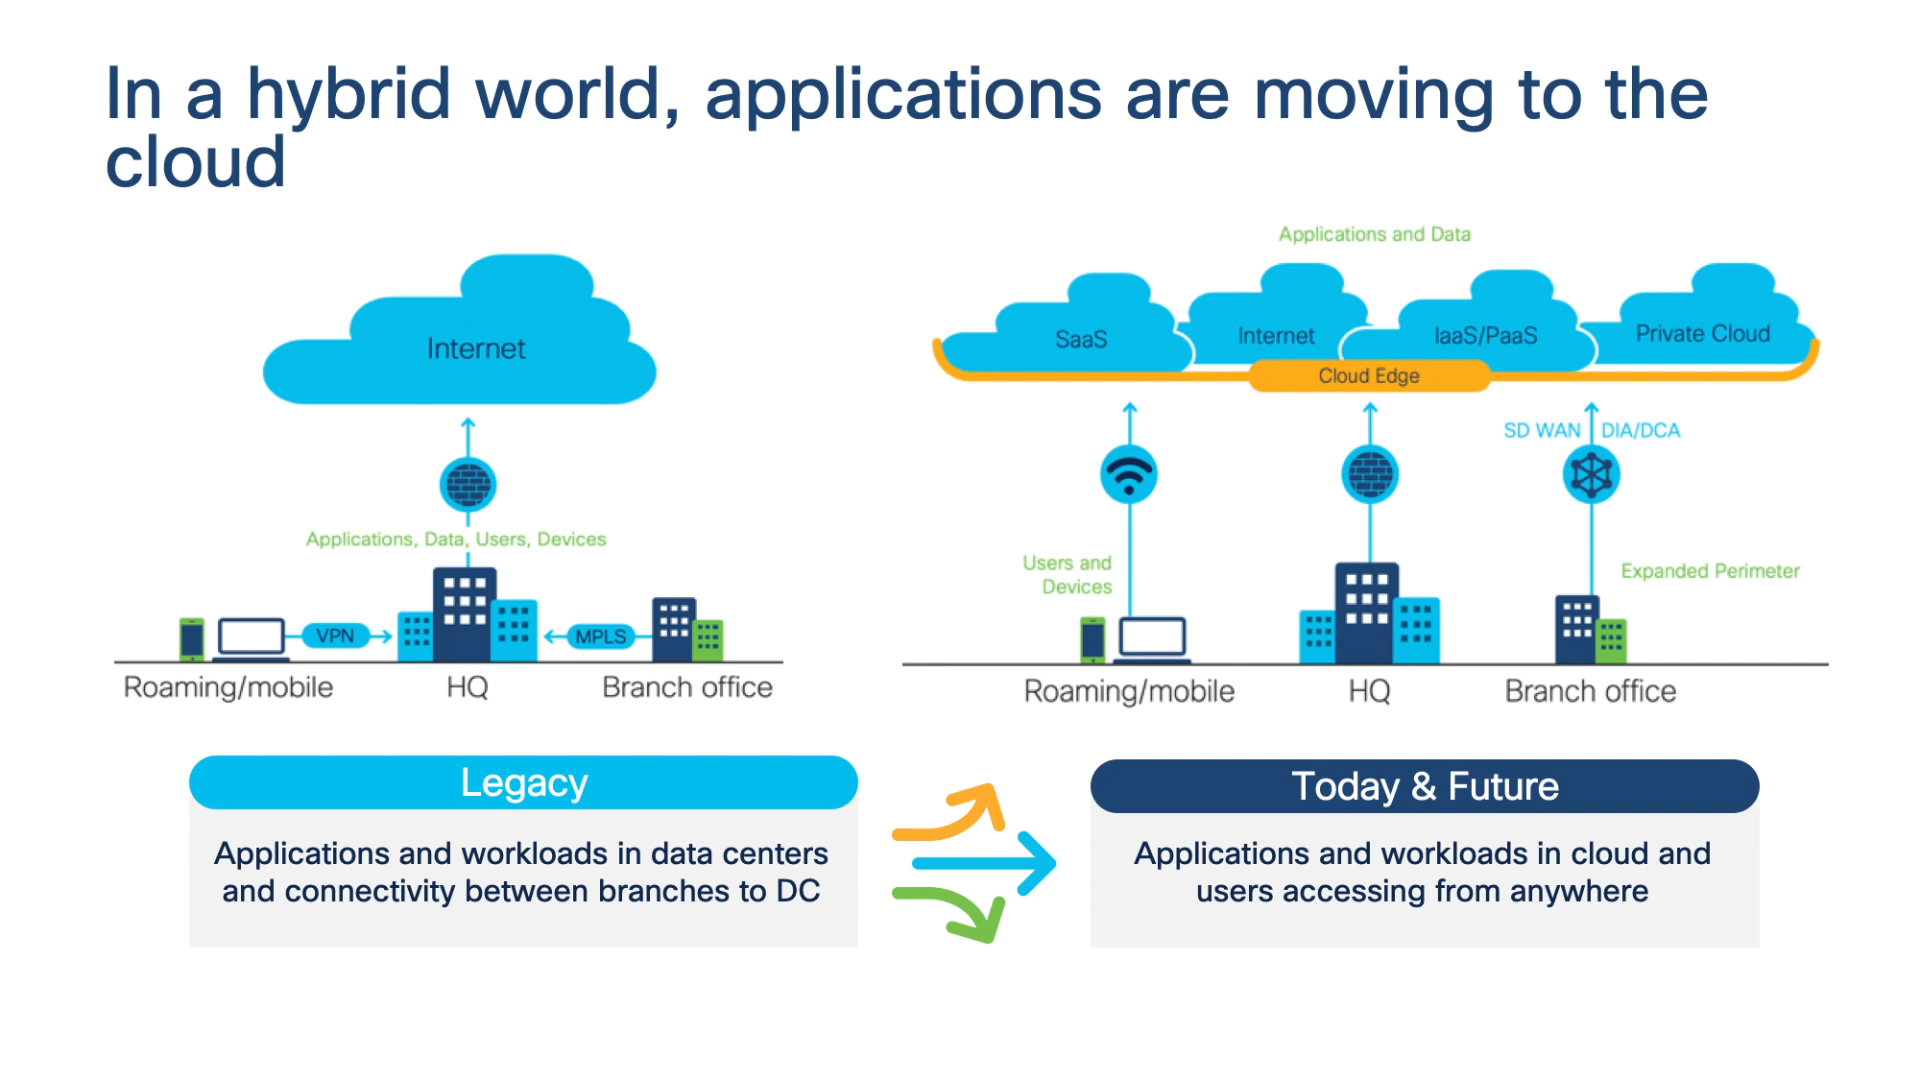 In a hybrid world, applications are moving to the
cloud
Internet
Applications, Data, Users, Devices
VPN
MPLS
Roaming/mobile
HQ
Branch office
Applications and Data
SaaS
Internet
IaaS/PaaS
Private Cloud
Cloud Edge
SD WAN
DIA/DCA
Users and
Devices
Expanded Perimeter
Roaming/mobile
HQ
Branch office
Legacy
Applications and workloads in data centers
and connectivity between branches to DC
Today & Future
Applications and workloads in cloud and
users accessing from anywhere